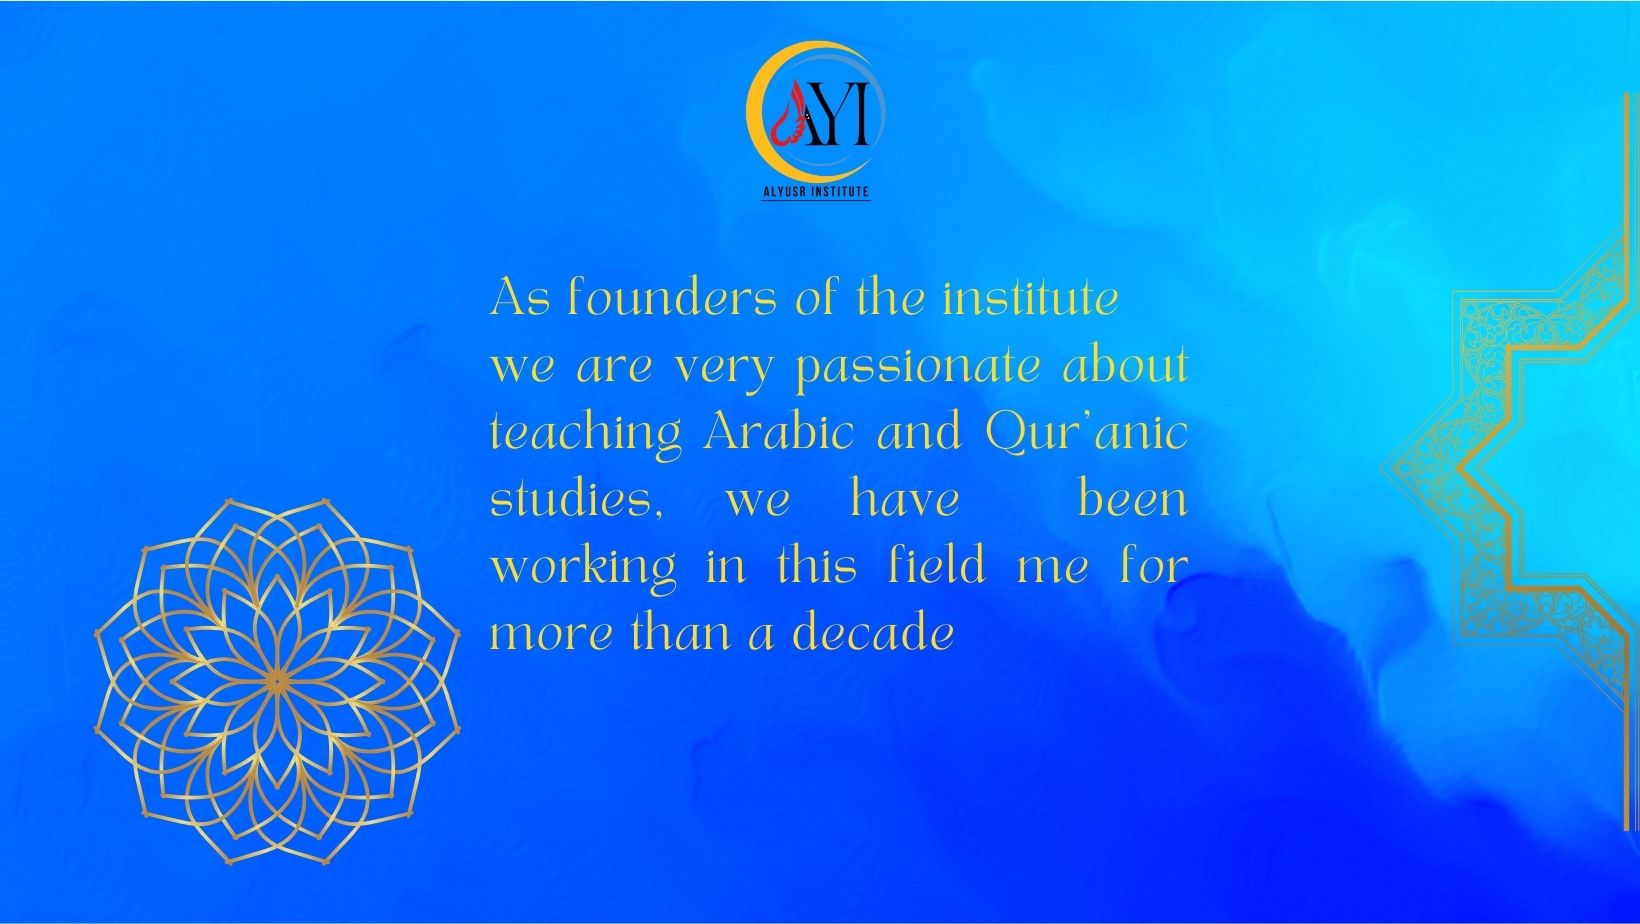 AYI
ALYUSR INSTITUTE
As founders of the institute
we are very passionate about
teaching Arabic and Qur’anic
studies, we have been
working in this field me for
more than a decade